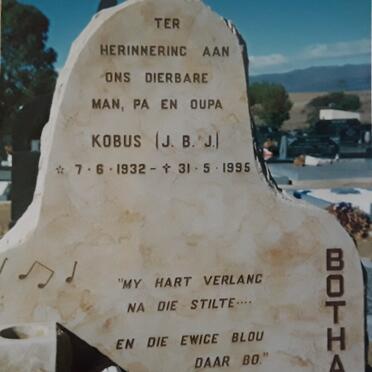 TER
HERINNERING AAN
ONS DIERBARE
MAN, PA EN OUPA
KOBUS (J. B. J.)
☆ 7·6·1932 - ✝ 31·5·1995
"MY HART VERLANG
NA DIE STILTE....
EN DIE EWIGE BLOU
DAAR BO."
BOTHA